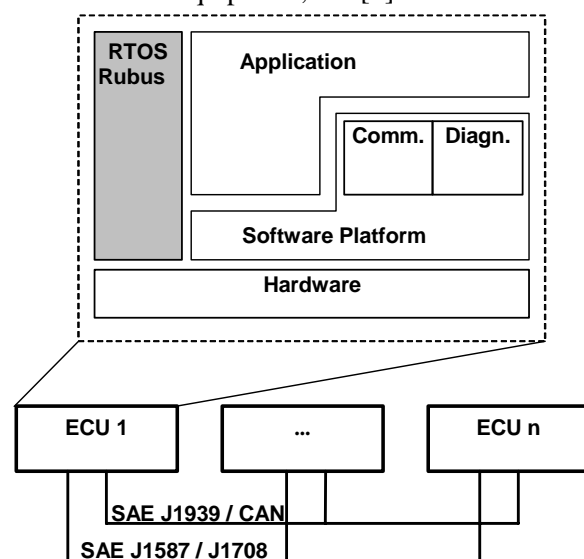 RTOS
Rubus
Application
Comm.
Diagn.
Software Platform
Hardware
ECU 1
...
ECU n
SAE J1939 / CAN
SAE J1587 / J1708